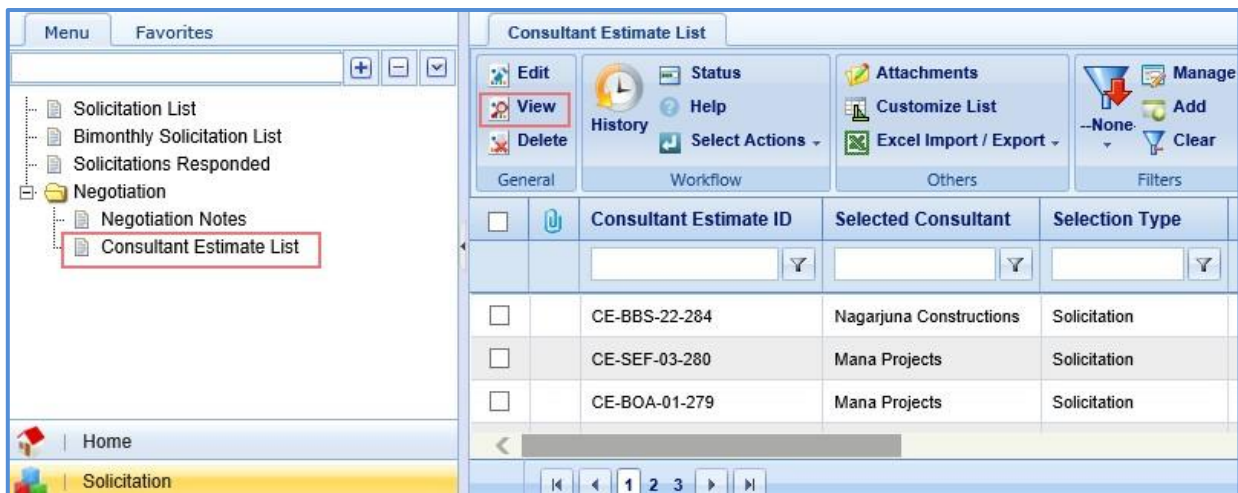 Menu
Favorites
Solicitation List
Bimonthly Solicitation List
Solicitations Responded
Negotiation
Negotiation Notes
Consultant Estimate List
| Home
| Solicitation
Consultant Estimate List
Edit
View
Delete
General
History
Status
Help
Select Actions
Workflow
Attachments
Customize List
Excel Import / Export
Others
--None
Manage
Add
Clear
Filters
Consultant Estimate ID Selected Consultant Selection Type
CE-BBS-22-284 Nagarjuna Constructions Solicitation
CE-SEF-03-280 Mana Projects Solicitation
CE-BOA-01-279 Mana Projects Solicitation
1 2 3